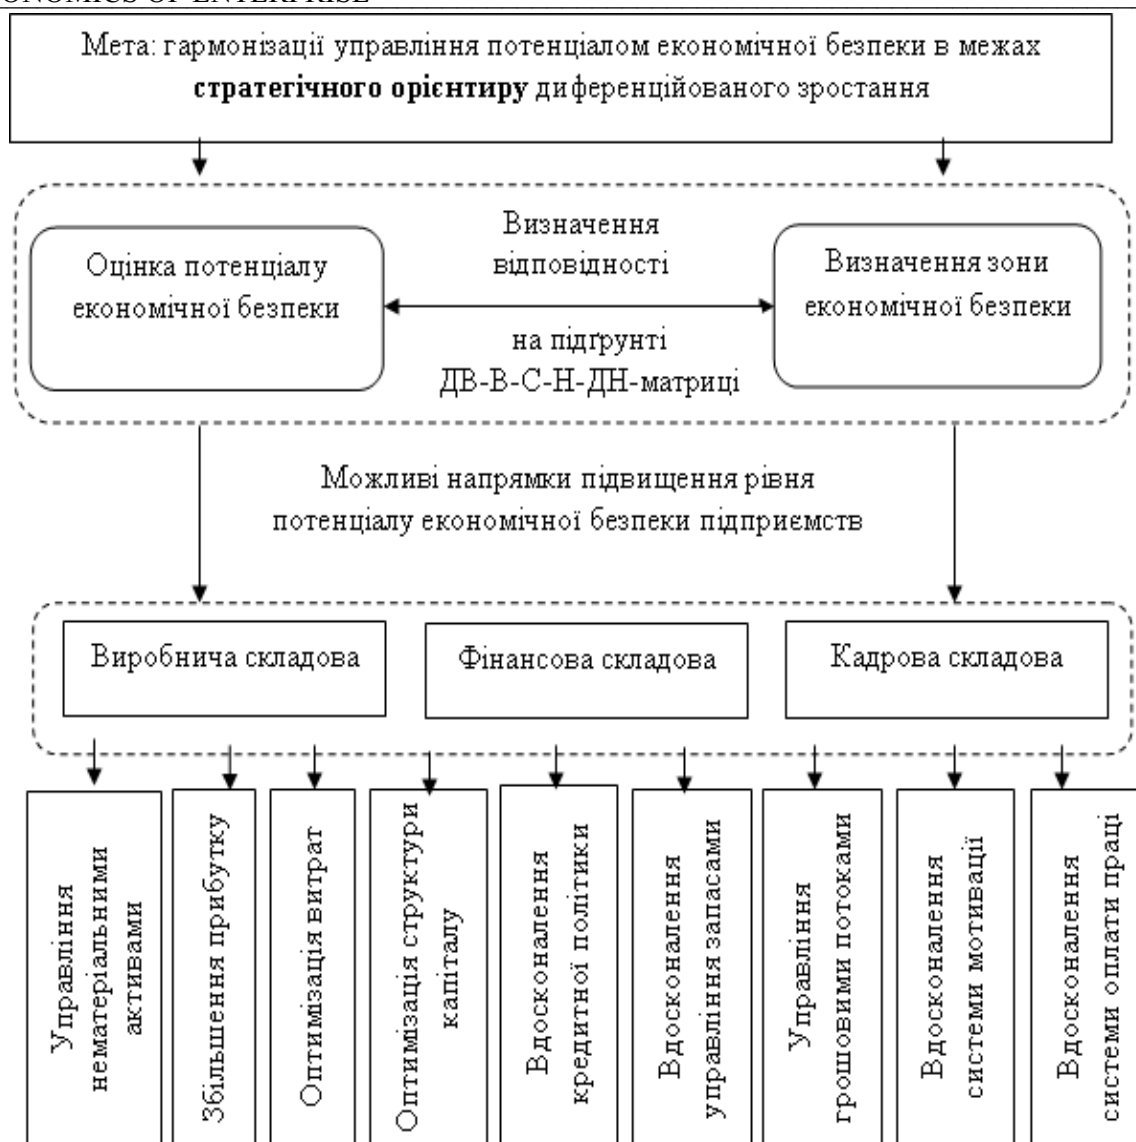 ONOMICS OF ENTERPRISE
Мета: гармонізації управління потенціалом економічної безпеки в межах
стратегічного орієнтиру диференційованого зростання
Оцінка потенціалу
економічної безпеки
Визначення
відповідності
на підґрунті
ДВ-В-С-Н-ДН-матриці
Визначення зони
економічної безпеки
Можливі напрямки підвищення рівня
потенціалу економічної безпеки підприємств
Виробнича складова
Фінансова складова
Кадрова складова
Управління
нематеріальними
активами
Збільшення прибутку
Оптимізація витрат
Оптимізація структури
капіталу
Вдосконалення
кредитної політики
Вдосконалення
управління запасами
Управління
грошовими потоками
Вдосконалення
системи мотивації
Вдосконалення
системи оплати праці